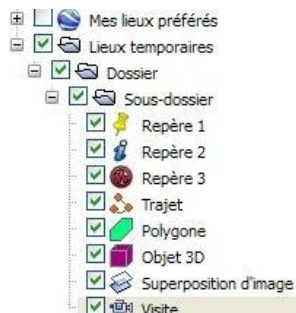 Mes lieux préférés
Lieux temporaires
Dossier
Sous-dossier
Repère 1
Repère 2
Repère 3
Trajet
Polygone
Objet 3D
Superposition d'image
Visite